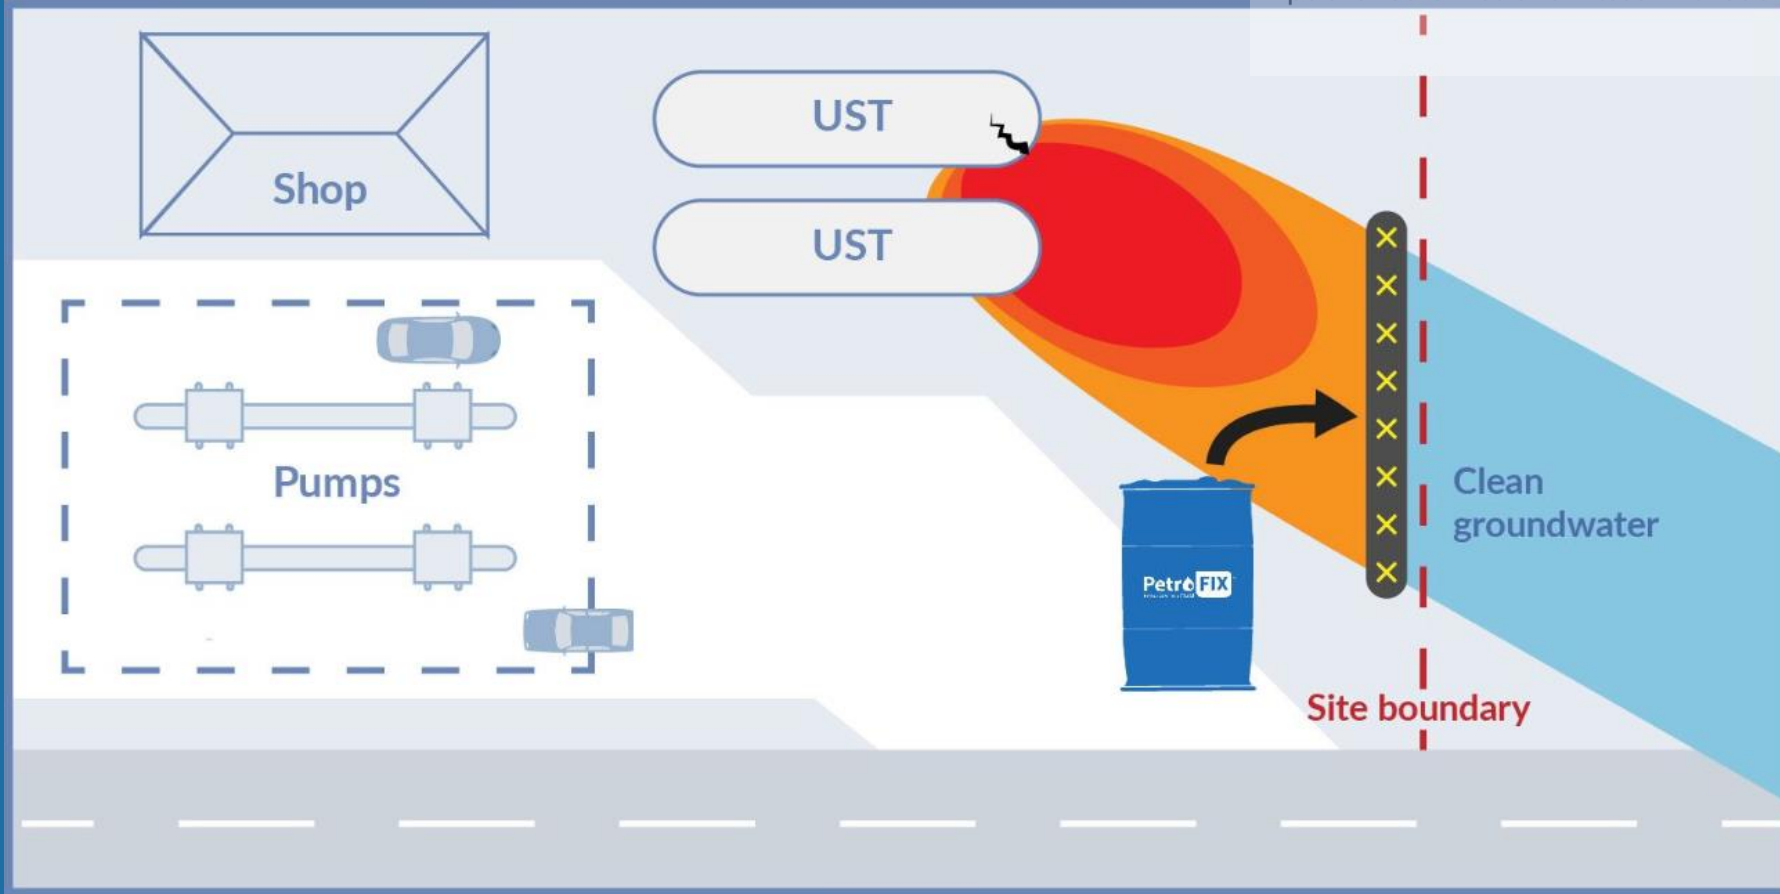 UST
Shop
UST
Pumps
Clean
groundwater
PetroFIX
Site boundary